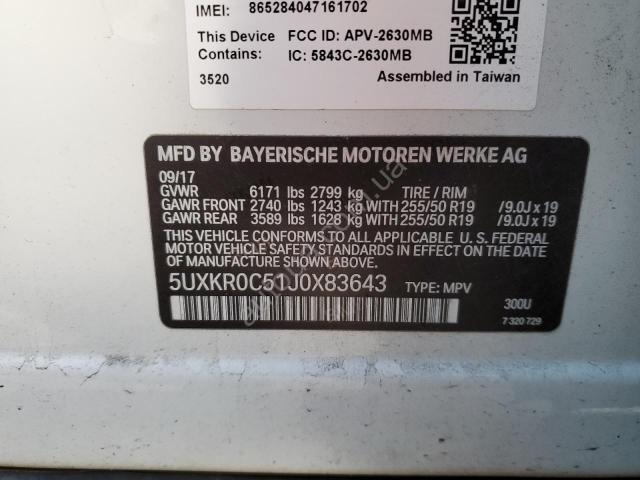 IMEI: 865284047161702
This Device FCC ID: APV-2630MB
Contains: IC: 5843C-2630MB
3520 Assembled in Taiwan
MFD BY BAYERISCHE MOTOREN WERKE AG
09/17
GVWR 6171 lbs 2799 kg TIRE / RIM
GAWR FRONT 2740 lbs 1243 kg WITH 255/50 R19 /9.0J x 19
GAWR REAR 3589 lbs 1628 kg WITH 255/50 R19 /9.0J x 19
THIS VEHICLE CONFORMS TO ALL APPLICABLE U. S. FEDERAL
MOTOR VEHICLE SAFETY STANDARDS IN EFFECT ON THE DATE OF
MANUFACTURE SHOWN ABOVE.
5UXKR0C51J0X83643 TYPE: MPV
300U
7 320 729